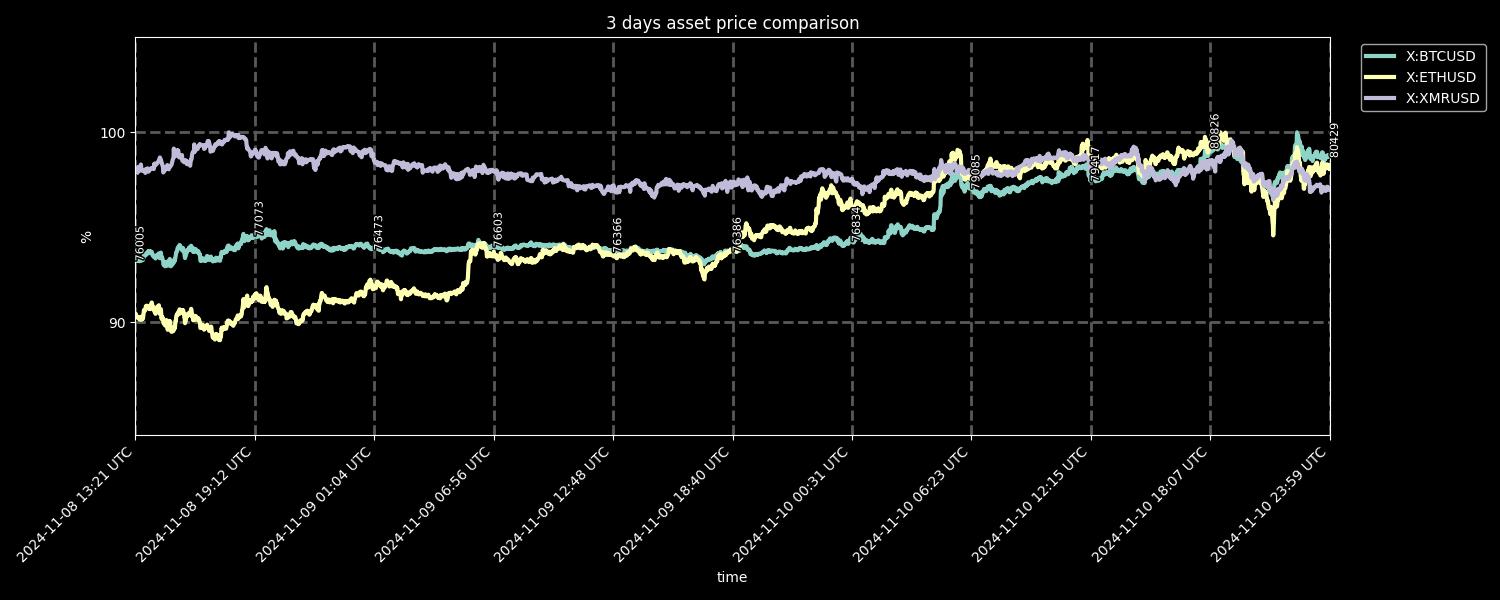 3 days asset price comparison
X:BTCUSD
X:ETHUSD
X:XMRUSD
100
90
%
76005
77073
76473
76603
76366
76386
76834
79085
79417
80826
80429
2024-11-08 13:21 UTC
2024-11-08 19:12 UTC
2024-11-09 01:04 UTC
2024-11-09 06:56 UTC
2024-11-09 12:48 UTC
2024-11-09 18:40 UTC
2024-11-10 00:31 UTC
2024-11-10 06:23 UTC
2024-11-10 12:15 UTC
2024-11-10 18:07 UTC
2024-11-10 23:59 UTC
time